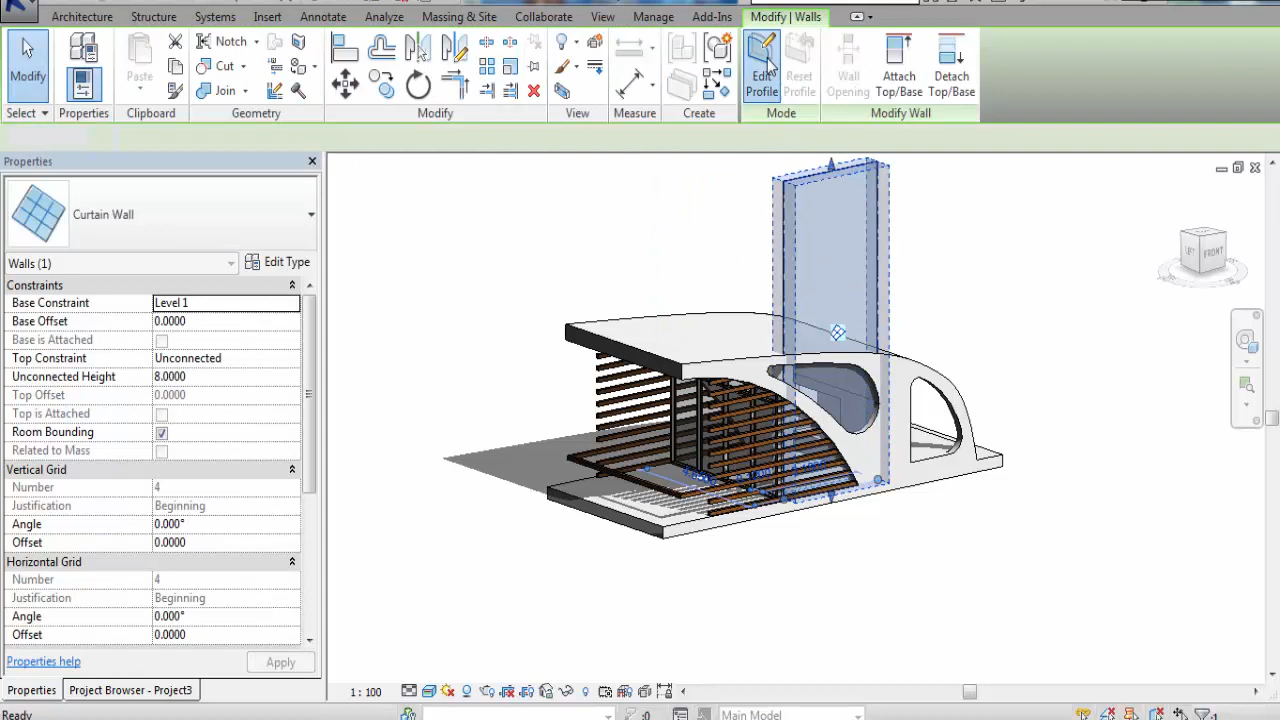 Architecture Structure Systems Insert Annotate Analyze Massing & Site Collaborate View Manage Add-Ins Modify | Walls
Modify
Paste
Notch
Cut
Join
Edit Profile
Reset Profile
Wall Opening
Attach Top/Base
Detach Top/Base
Select Properties Clipboard Geometry Modify View Measure Create Mode Modify Wall
Properties
Curtain Wall
Walls (1) Edit Type
Constraints
Base Constraint Level 1
Base Offset 0.0000
Base is Attached
Top Constraint Unconnected
Unconnected Height 8.0000
Top Offset 0.0000
Top is Attached
Room Bounding
Related to Mass
Vertical Grid
Number 4
Justification Beginning
Angle 0.000°
Offset 0.0000
Horizontal Grid
Number 4
Justification Beginning
Angle 0.000°
Offset 0.0000
Properties help Apply
Properties Project Browser - Project3
LEFT FRONT
1 : 100
Ready :0 Main Model